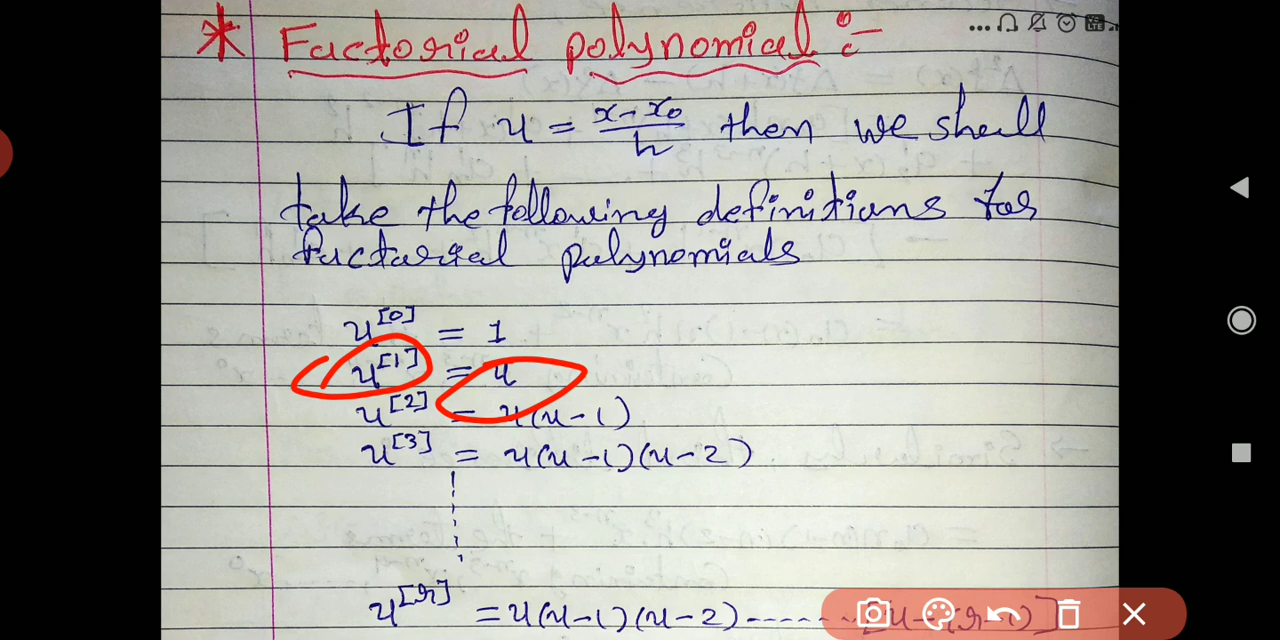 * Factorial polynomial :-
If u = (x - x₀)/h then we shall
take the following definitions for
factorial polynomials
u^[0] = 1
u^[1] = u
u^[2] = u(u-1)
u^[3] = u(u-1)(u-2)
u^[r] = u(u-1)(u-2)------[u-(r-1)]